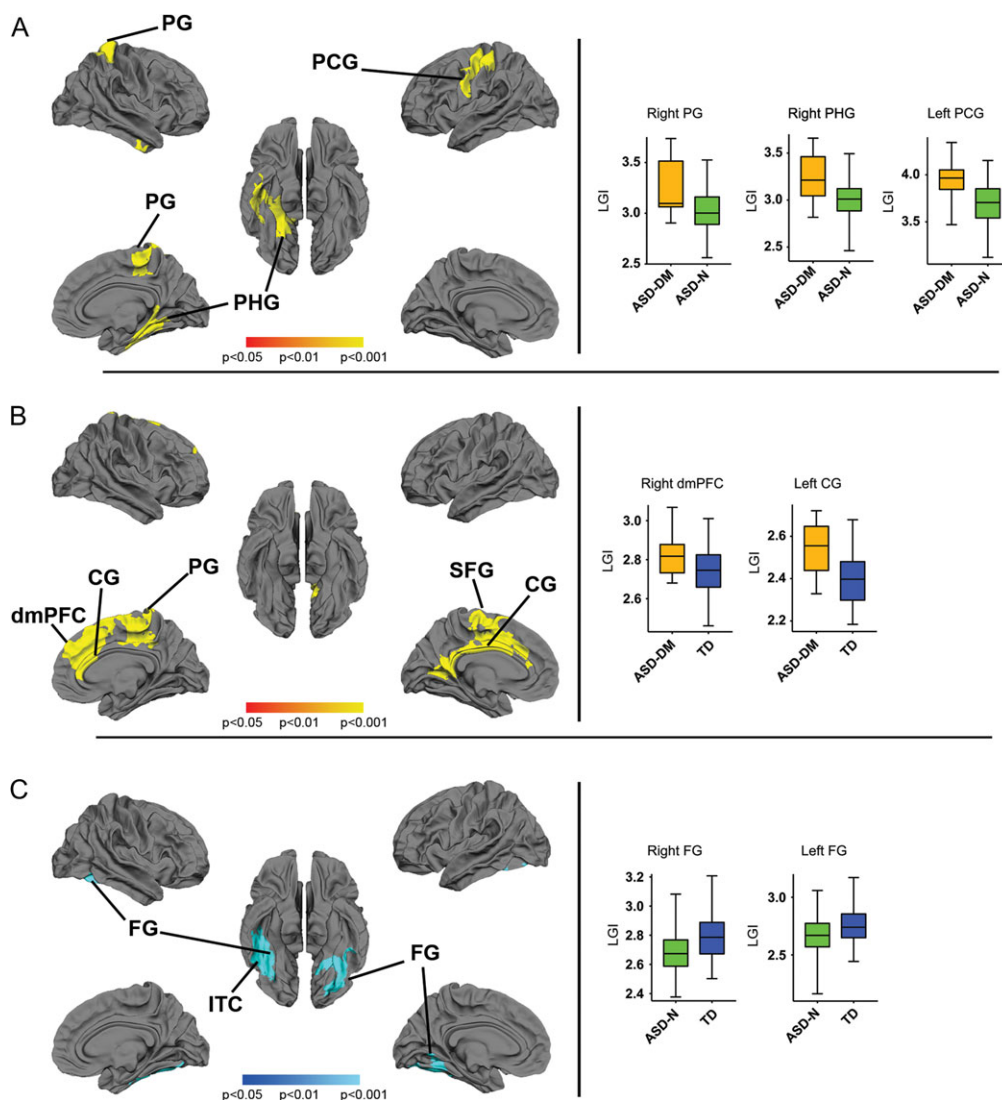 A
PG
PCG
PG
PHG
p<0.05 p<0.01 p<0.001
Right PG
LGI
3.5
3.0
2.5
ASD-DM
ASD-N
Right PHG
LGI
3.5
3.0
2.5
ASD-DM
ASD-N
Left PCG
LGI
4.0
3.5
ASD-DM
ASD-N
B
dmPFC
CG
PG
SFG
CG
p<0.05 p<0.01 p<0.001
Right dmPFC
LGI
3.0
2.8
2.6
ASD-DM
TD
Left CG
LGI
2.6
2.4
2.2
ASD-DM
TD
C
FG
ITC
FG
p<0.05 p<0.01 p<0.001
Right FG
LGI
3.2
3.0
2.8
2.6
2.4
ASD-N
TD
Left FG
LGI
3.0
2.5
ASD-N
TD